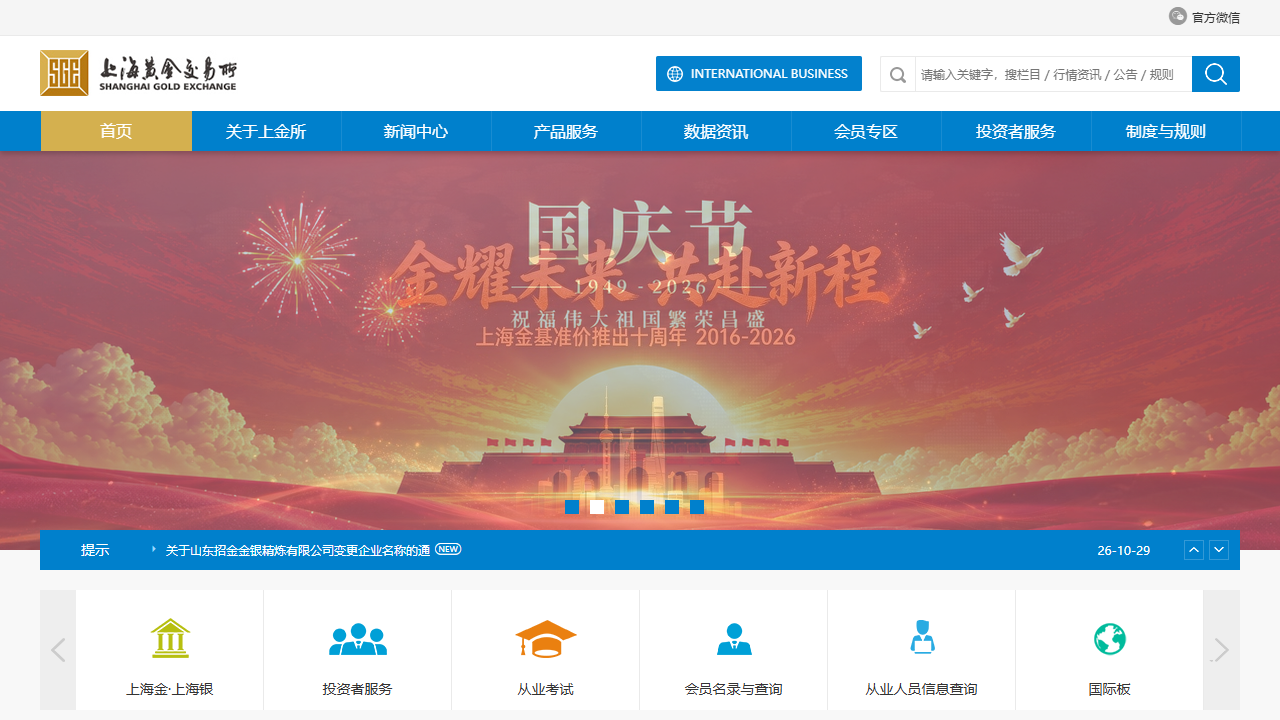 官方微信
SGE
上海黄金交易所
SHANGHAI GOLD EXCHANGE
INTERNATIONAL BUSINESS
请输入关键字，搜栏目 / 行情资讯 / 公告 / 规则
首页
关于上金所
新闻中心
产品服务
数据资讯
会员专区
投资者服务
制度与规则
国庆节
金耀未来 共赴新程
1949 - 2026
祝福伟大祖国繁荣昌盛
上海金基准价推出十周年 2016-2026
提示
关于山东招金金银精炼有限公司变更企业名称的通
NEW
26-10-29
上海金·上海银
投资者服务
从业考试
会员名录与查询
从业人员信息查询
国际板